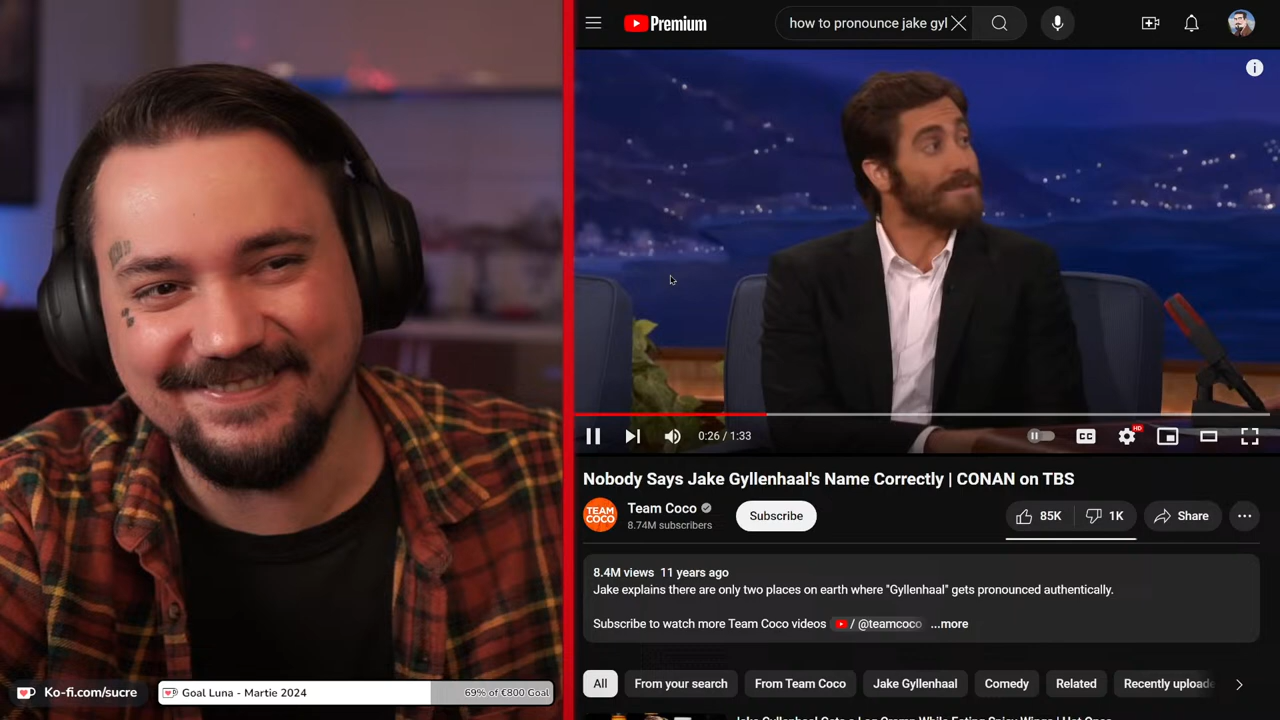 Premium
how to pronounce jake gyl
0:26 / 1:33
CC
HD
Nobody Says Jake Gyllenhaal's Name Correctly | CONAN on TBS
TEAM COCO
Team Coco
8.74M subscribers
Subscribe
85K
1K
Share
8.4M views 11 years ago
Jake explains there are only two places on earth where "Gyllenhaal" gets pronounced authentically.
Subscribe to watch more Team Coco videos / @teamcoco ...more
All
From your search
From Team Coco
Jake Gyllenhaal
Comedy
Related
Recently uploade
Ko-fi.com/sucre
Goal Luna - Martie 2024
69% of €800 Goal